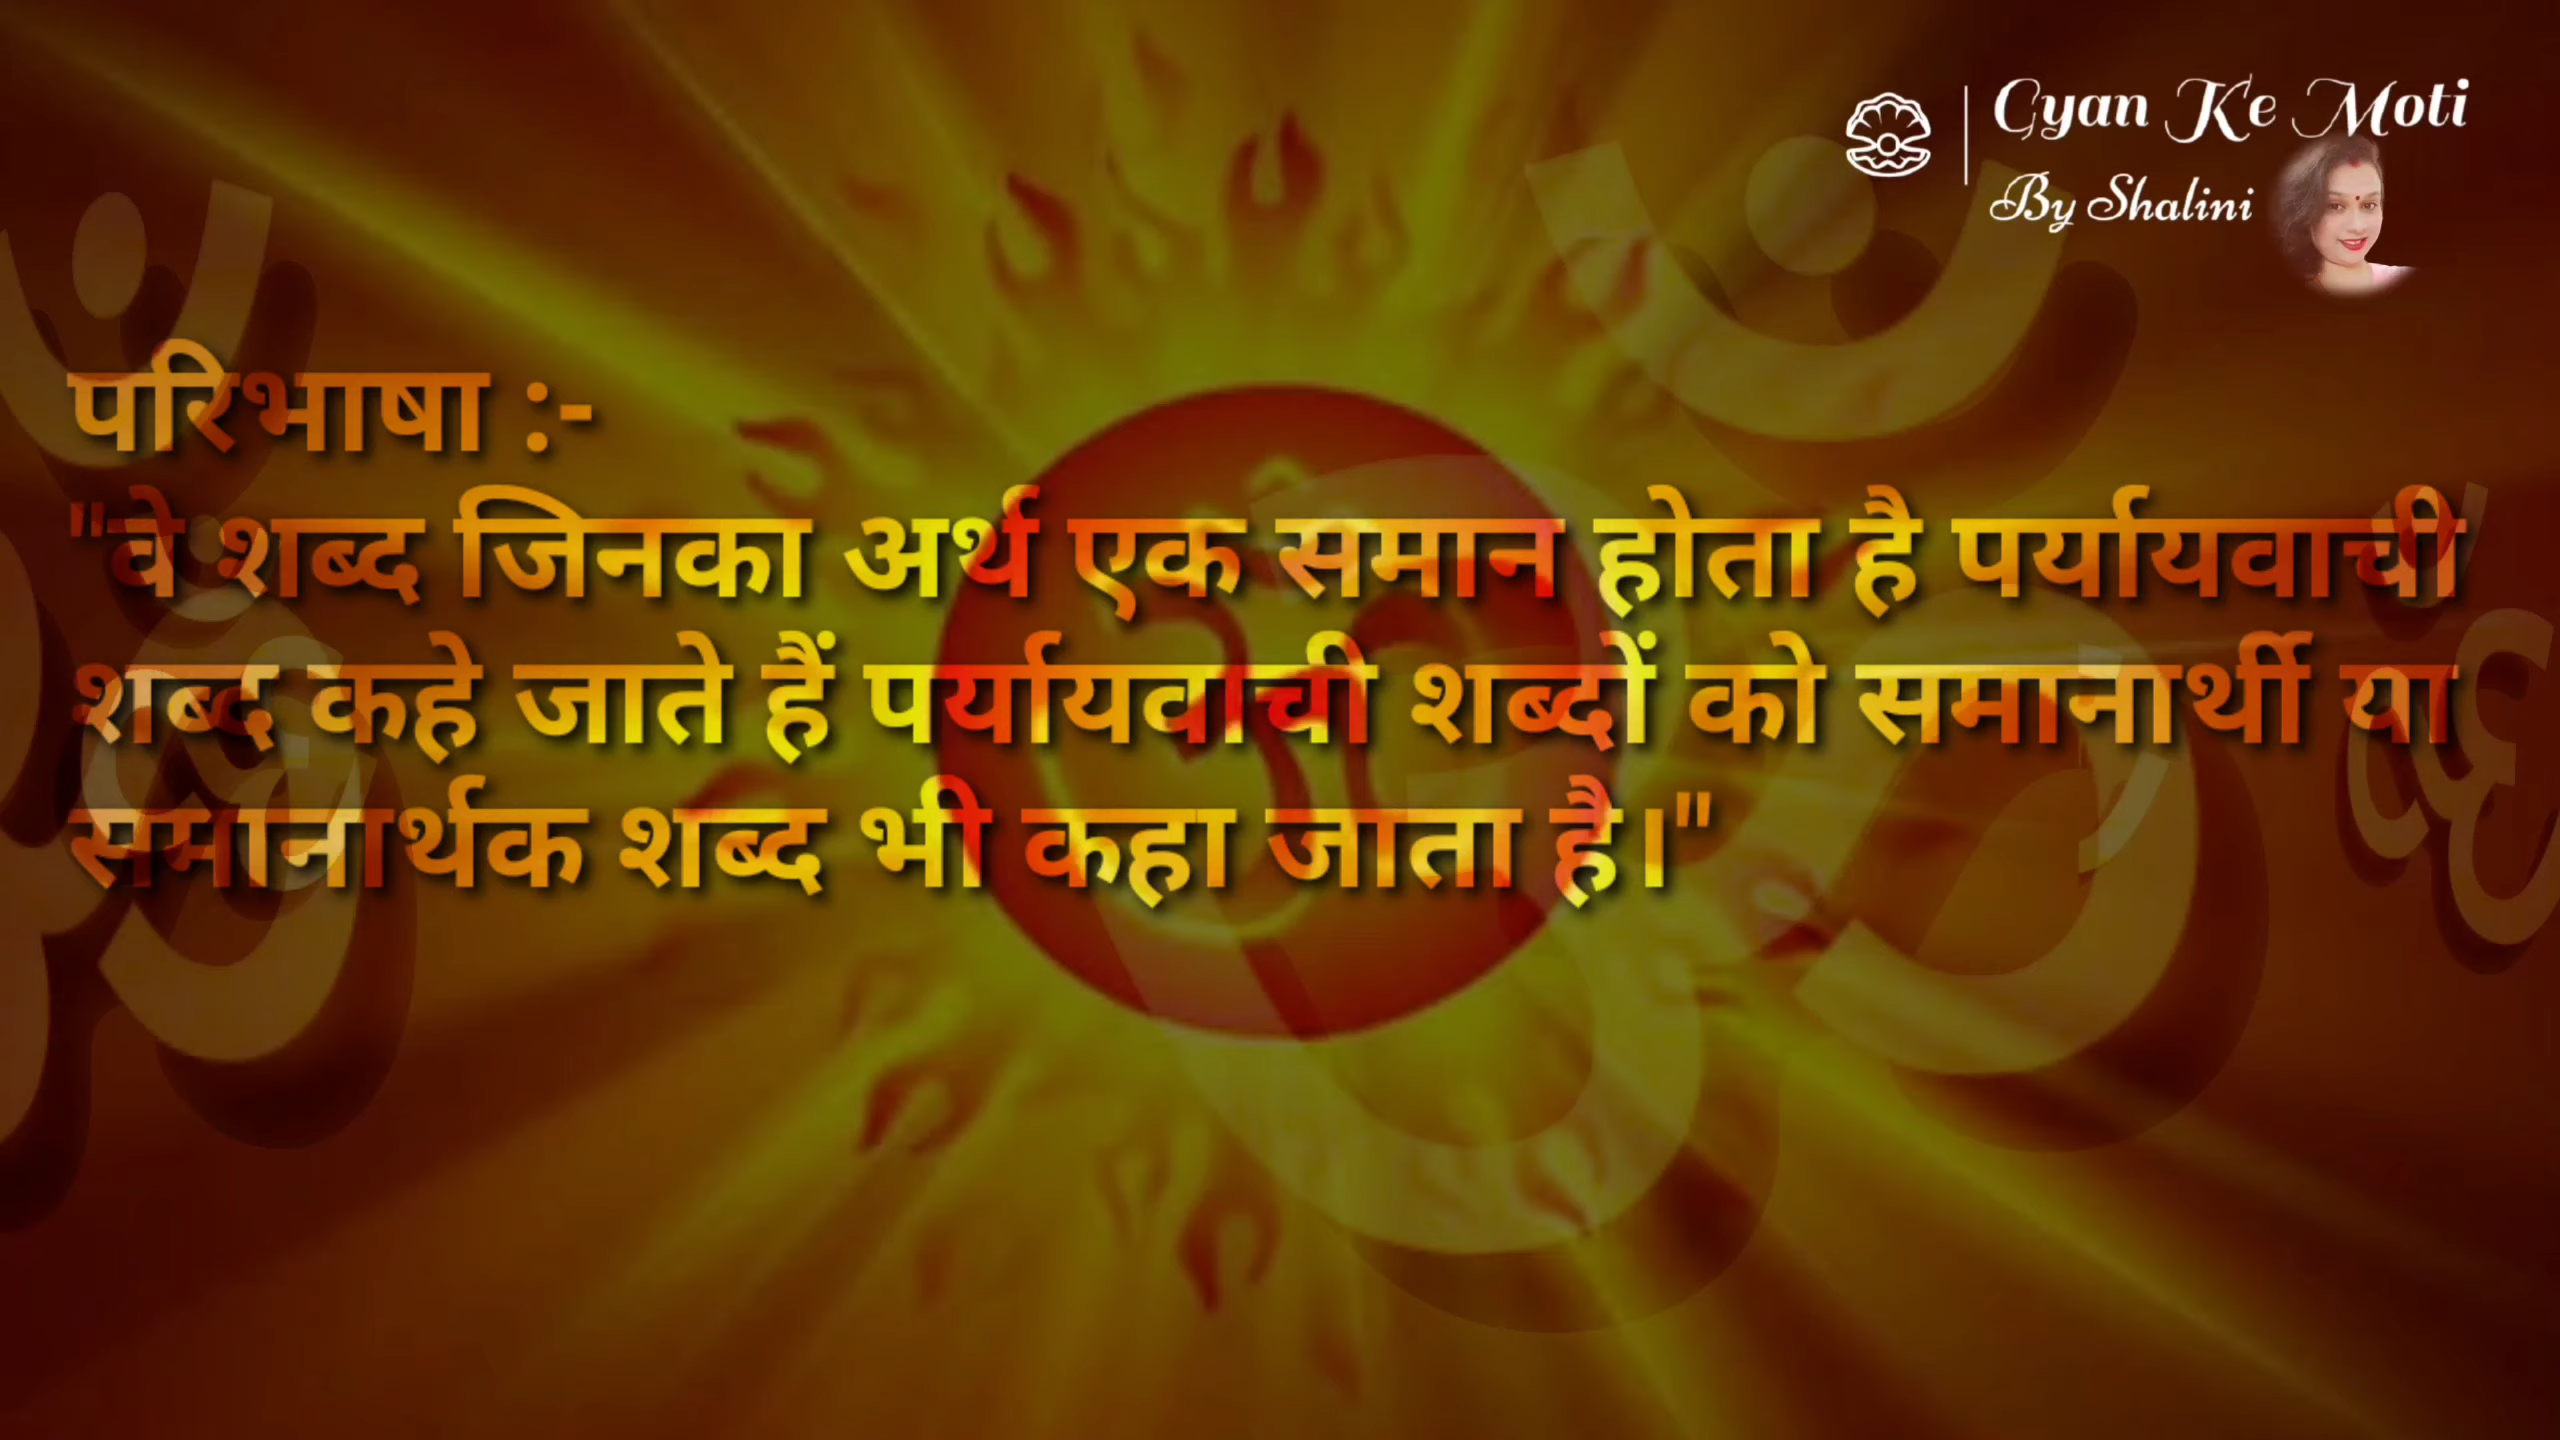 Gyan Ke Moti
By Shalini
परिभाषा :-
"वे शब्द जिनका अर्थ एक समान होता है पर्यायवाची
शब्द कहे जाते हैं पर्यायवाची शब्दों को समानार्थी या
समानार्थक शब्द भी कहा जाता है।"